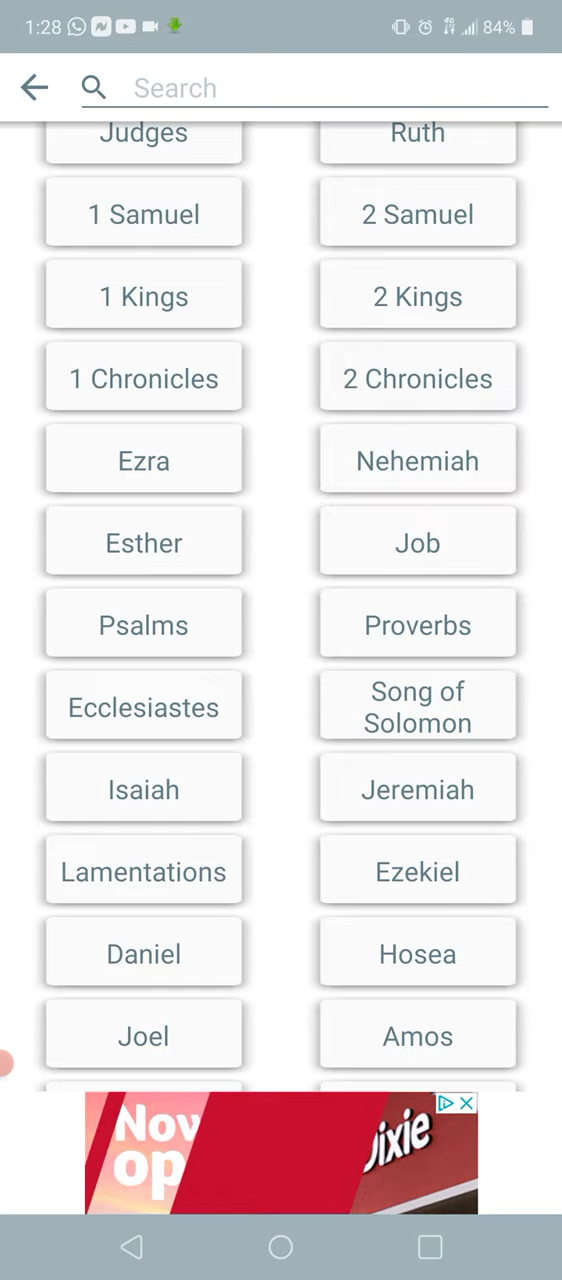 1:28 84%
Search
Judges Ruth
1 Samuel 2 Samuel
1 Kings 2 Kings
1 Chronicles 2 Chronicles
Ezra Nehemiah
Esther Job
Psalms Proverbs
Ecclesiastes Song of
Solomon
Isaiah Jeremiah
Lamentations Ezekiel
Daniel Hosea
Joel Amos